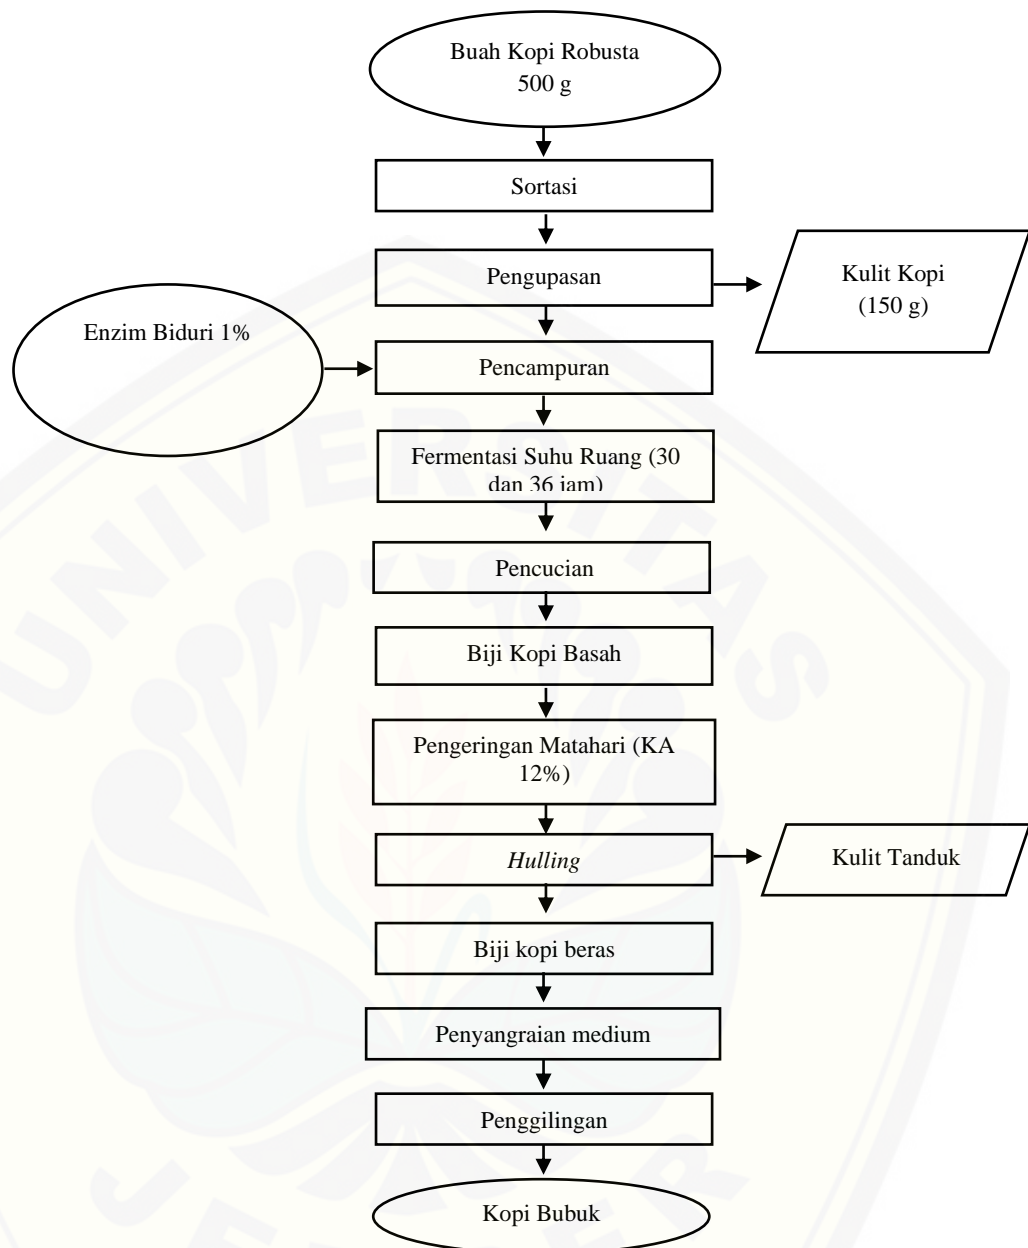 Buah Kopi Robusta
500 g
Sortasi
Pengupasan
Kulit Kopi
(150 g)
Enzim Biduri 1%
Pencampuran
Fermentasi Suhu Ruang (30
dan 36 jam)
Pencucian
Biji Kopi Basah
Pengeringan Matahari (KA
12%)
Hulling
Kulit Tanduk
Biji kopi beras
Penyangraian medium
Penggilingan
Kopi Bubuk
UNIVERSITAS
JEMBER